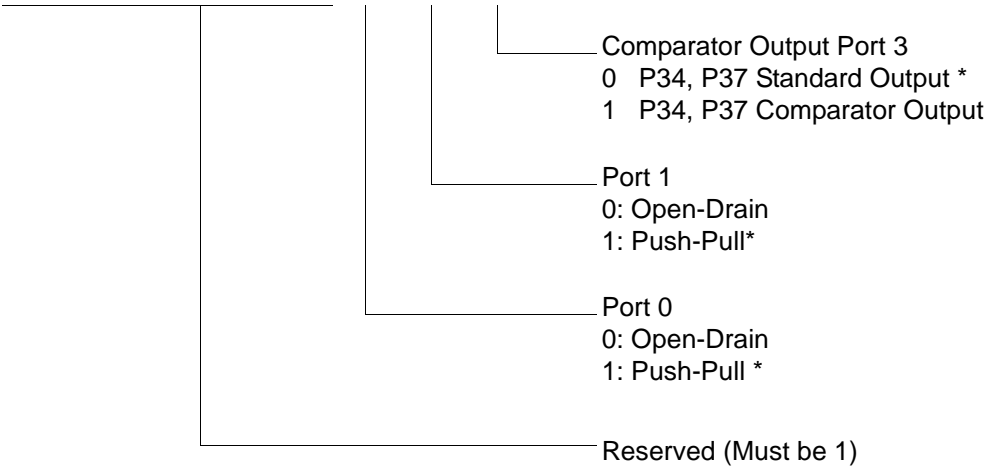 Comparator Output Port 3
0 P34, P37 Standard Output *
1 P34, P37 Comparator Output
Port 1
0: Open-Drain
1: Push-Pull*
Port 0
0: Open-Drain
1: Push-Pull *
Reserved (Must be 1)